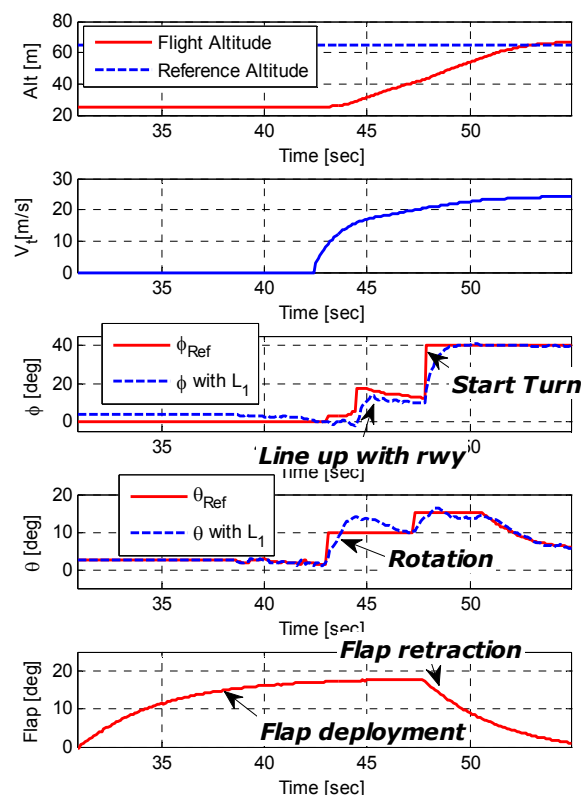 Alt [m]
60
40
20
Flight Altitude
Reference Altitude
35 40 45 50
Time [sec]
V_t[m/s]
30
20
10
0
35 40 45 50
Time [sec]
ϕ [deg]
40
20
0
ϕ_Ref
ϕ with L_1
Start Turn
Line up with rwy
35 40 45 50
Time [sec]
θ [deg]
20
10
0
θ_Ref
θ with L_1
Rotation
35 40 45 50
Time [sec]
Flap [deg]
20
10
0
Flap retraction
Flap deployment
35 40 45 50
Time [sec]